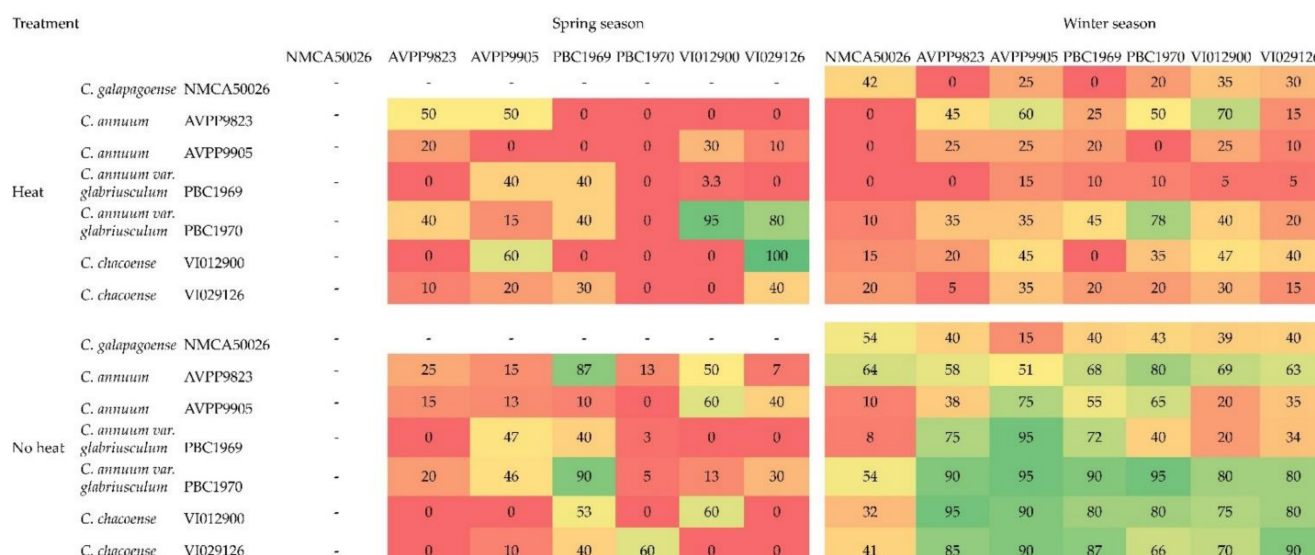 Treatment Spring season Winter season
NMCA50026 AVPP9823 AVPP9905 PBC1969 PBC1970 VI012900 VI029126 NMCA50026 AVPP9823 AVPP9905 PBC1969 PBC1970 VI012900 VI029126
C. galapagoense NMCA50026 - - - - - - - 42 0 25 0 20 35 30
C. annuum AVPP9823 - 50 50 0 0 0 0 0 45 60 25 50 70 15
C. annuum AVPP9905 - 20 0 0 0 30 10 0 25 25 20 0 25 10
C. annuum var.
Heat glabriusculum PBC1969 - 0 40 40 0 3.3 0 0 0 15 10 10 5 5
C. annuum var.
glabriusculum PBC1970 - 40 15 40 0 95 80 10 35 35 45 78 40 20
C. chacoense VI012900 - 0 60 0 0 0 100 15 20 45 0 35 47 40
C. chacoense VI029126 - 10 20 30 0 0 40 20 5 35 20 20 30 15
C. galapagoense NMCA50026 - - - - - - - 54 40 15 40 43 39 40
C. annuum AVPP9823 - 25 15 87 13 50 7 64 58 51 68 80 69 63
C. annuum AVPP9905 - 15 13 10 0 60 40 10 38 75 55 65 20 35
C. annuum var.
No heat glabriusculum PBC1969 - 0 47 40 3 0 0 8 75 95 72 40 20 34
C. annuum var.
glabriusculum PBC1970 - 20 46 90 5 13 30 54 90 95 90 95 80 80
C. chacoense VI012900 - 0 0 53 0 60 0 32 95 90 80 80 75 80
C. chacoense VI029126 - 0 10 40 60 0 0 41 85 90 87 66 70 90